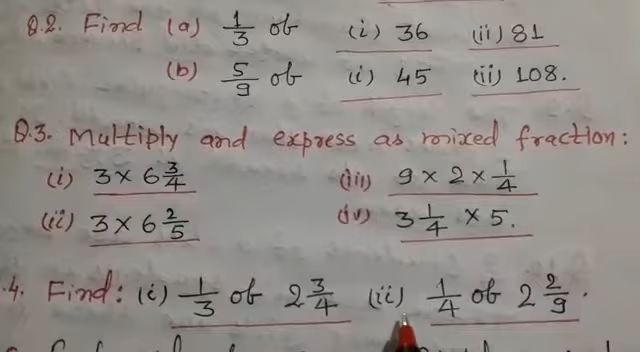 Q.2. Find (a) 1/3 of (i) 36 (ii) 81
(b) 5/9 of (i) 45 (ii) 108.
Q.3. Multiply and express as mixed fraction:
(i) 3 × 6 3/4 (iii) 9 × 2 × 1/4
(ii) 3 × 6 2/5 (iv) 3 1/4 × 5.
.4. Find: (i) 1/3 of 2 3/4 (ii) 1/4 of 2 2/9.